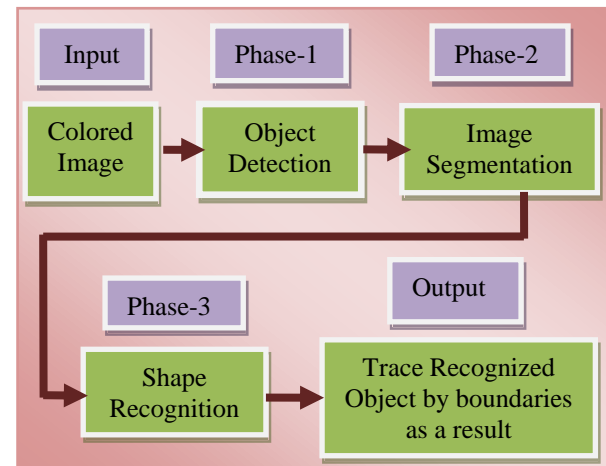 Input
Phase-1
Phase-2
Colored
Image
Object
Detection
Image
Segmentation
Phase-3
Output
Shape
Recognition
Trace Recognized
Object by boundaries
as a result